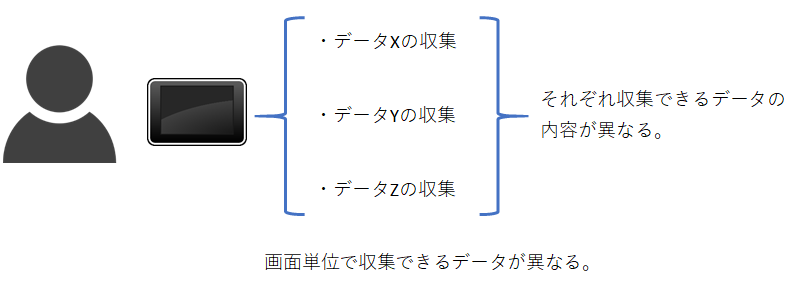 ・データXの収集
・データYの収集
・データZの収集
それぞれ収集できるデータの
内容が異なる。
画面単位で収集できるデータが異なる。